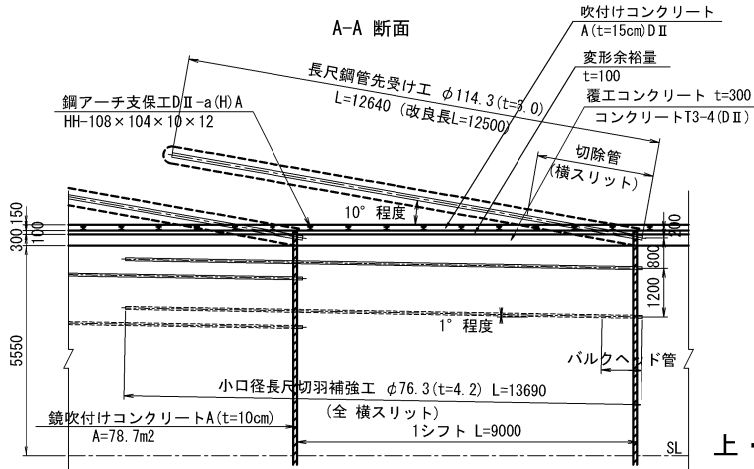 A-A 断面
吹付けコンクリート
A(t=15cm)DⅡ
変形余裕量
t=100
覆工コンクリート t=300
コンクリートT3-4(DⅡ)
長尺鋼管先受け工 φ114.3(t=6.0)
L=12640 (改良長L=12500)
鋼アーチ支保工DⅡ-a(H)A
HH-108×104×10×12
切除管
(横スリット)
10° 程度
150
100
300
5550
200
800
1200
1° 程度
バルクヘッド管
小口径長尺切羽補強工 φ76.3(t=4.2) L=13690
(全 横スリット)
鏡吹付けコンクリートA(t=10cm)
A=78.7m2
1シフト L=9000
SL
上